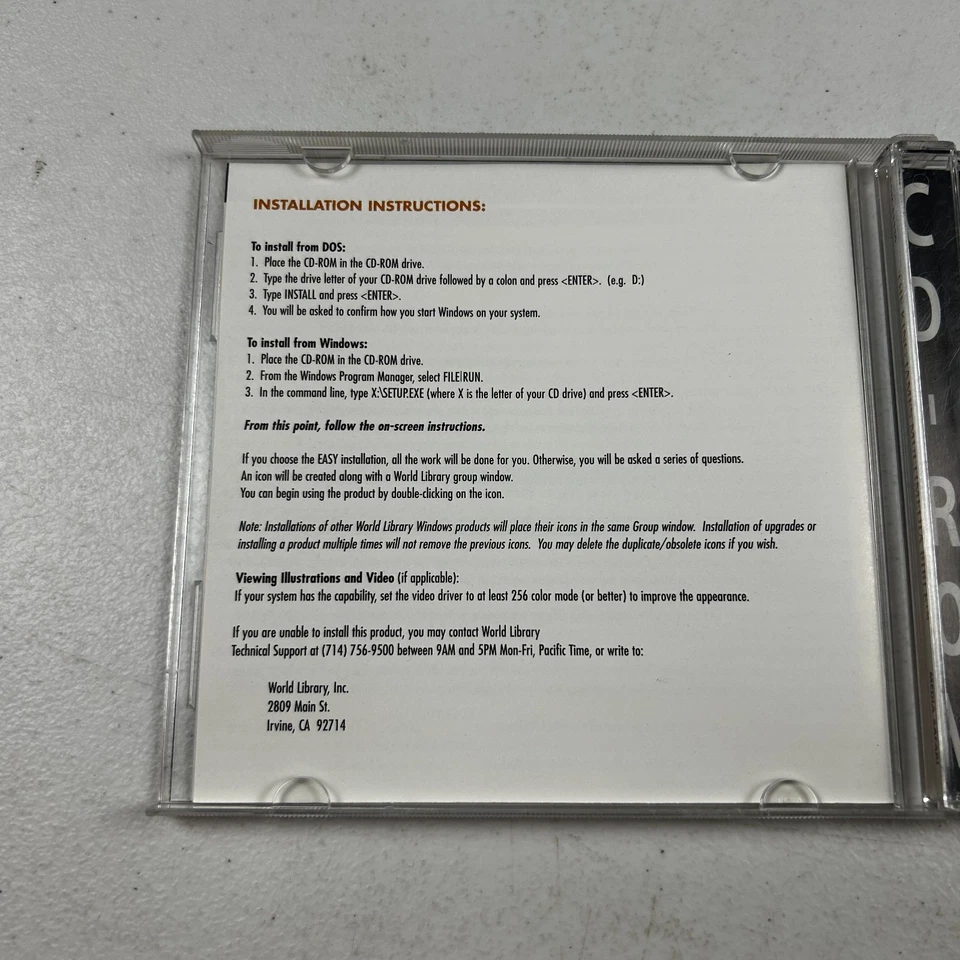 INSTALLATION INSTRUCTIONS:
To install from DOS:
1. Place the CD-ROM in the CD-ROM drive.
2. Type the drive letter of your CD-ROM drive followed by a colon and press <ENTER>. (e.g. D:)
3. Type INSTALL and press <ENTER>.
4. You will be asked to confirm how you start Windows on your system.
To install from Windows:
1. Place the CD-ROM in the CD-ROM drive.
2. From the Windows Program Manager, select FILE|RUN.
3. In the command line, type X:\SETUP.EXE (where X is the letter of your CD drive) and press <ENTER>.
From this point, follow the on-screen instructions.
If you choose the EASY installation, all the work will be done for you. Otherwise, you will be asked a series of questions.
An icon will be created along with a World Library group window.
You can begin using the product by double-clicking on the icon.
Note: Installations of other World Library Windows products will place their icons in the same Group window. Installation of upgrades or
installing a product multiple times will not remove the previous icons. You may delete the duplicate/obsolete icons if you wish.
Viewing Illustrations and Video (if applicable):
If your system has the capability, set the video driver to at least 256 color mode (or better) to improve the appearance.
If you are unable to install this product, you may contact World Library
Technical Support at (714) 756-9500 between 9AM and 5PM Mon-Fri, Pacific Time, or write to:
World Library, Inc.
2809 Main St.
Irvine, CA 92714